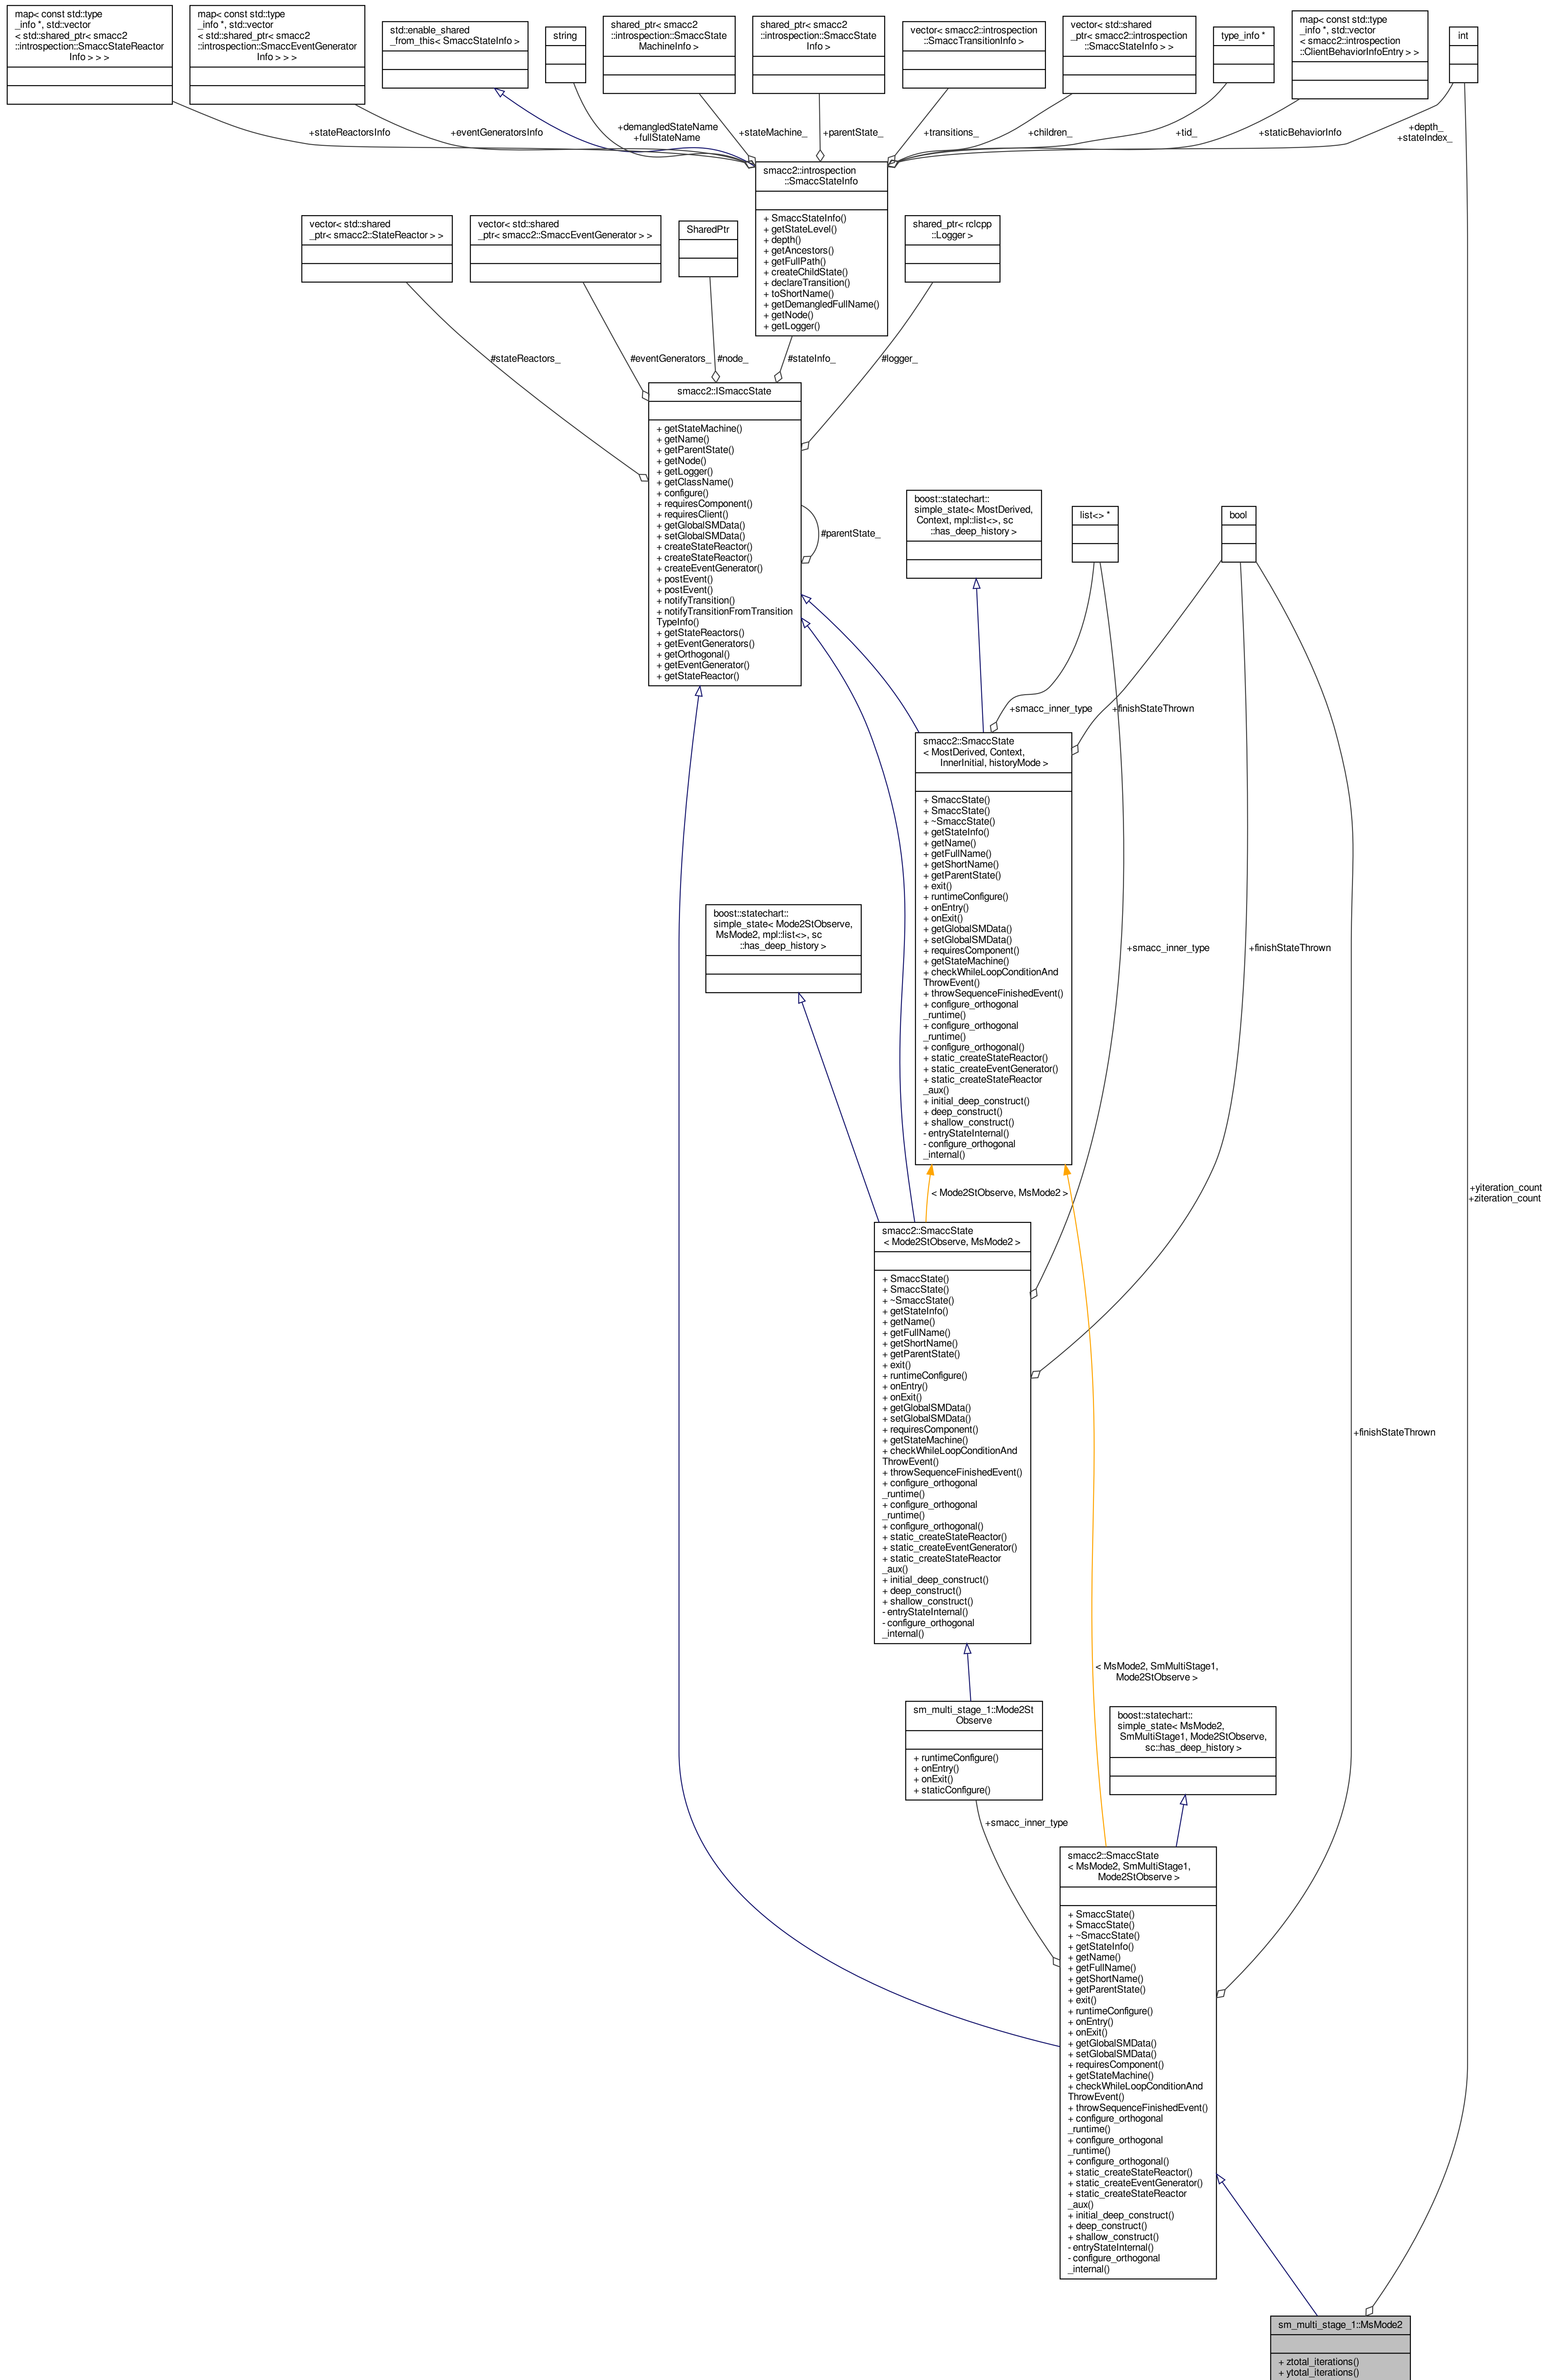 map< const std::type
_info *, std::vector
< std::shared_ptr< smacc2
::introspection::SmaccStateReactor
Info > > >
map< const std::type
_info *, std::vector
< std::shared_ptr< smacc2
::introspection::SmaccEventGenerator
Info > > >
std::enable_shared
_from_this< SmaccStateInfo >
string
shared_ptr< smacc2
::introspection::SmaccState
MachineInfo >
shared_ptr< smacc2
::introspection::SmaccState
Info >
vector< smacc2::introspection
::SmaccTransitionInfo >
vector< std::shared
_ptr< smacc2::introspection
::SmaccStateInfo > >
type_info *
map< const std::type
_info *, std::vector
< smacc2::introspection
::ClientBehaviorInfoEntry > >
int
+stateReactorsInfo
+eventGeneratorsInfo
+demangledStateName
+fullStateName
+stateMachine_
+parentState_
+transitions_
+children_
+tid_
+staticBehaviorInfo
+depth_
+stateIndex_
smacc2::introspection
::SmaccStateInfo
+ SmaccStateInfo()
+ getStateLevel()
+ depth()
+ getAncestors()
+ getFullPath()
+ createChildState()
+ declareTransition()
+ toShortName()
+ getDemangledFullName()
+ getNode()
+ getLogger()
vector< std::shared
_ptr< smacc2::StateReactor > >
vector< std::shared
_ptr< smacc2::SmaccEventGenerator > >
SharedPtr
shared_ptr< rclcpp
::Logger >
#stateReactors_
#eventGenerators_
#node_
#stateInfo_
#logger_
smacc2::ISmaccState
+ getStateMachine()
+ getName()
+ getParentState()
+ getNode()
+ getLogger()
+ getClassName()
+ configure()
+ requiresComponent()
+ requiresClient()
+ getGlobalSMData()
+ setGlobalSMData()
+ createStateReactor()
+ createStateReactor()
+ createEventGenerator()
+ postEvent()
+ postEvent()
+ notifyTransition()
+ notifyTransitionFromTransition
TypeInfo()
+ getStateReactors()
+ getEventGenerators()
+ getOrthogonal()
+ getEventGenerator()
+ getStateReactor()
#parentState_
boost::statechart::
simple_state< MostDerived,
Context, mpl::list<>, sc
::has_deep_history >
list<> *
bool
+smacc_inner_type
+finishStateThrown
smacc2::SmaccState
< MostDerived, Context,
InnerInitial, historyMode >
+ SmaccState()
+ SmaccState()
+ ~SmaccState()
+ getStateInfo()
+ getName()
+ getFullName()
+ getShortName()
+ getParentState()
+ exit()
+ runtimeConfigure()
+ onEntry()
+ onExit()
+ getGlobalSMData()
+ setGlobalSMData()
+ requiresComponent()
+ getStateMachine()
+ checkWhileLoopConditionAnd
ThrowEvent()
+ throwSequenceFinishedEvent()
+ configure_orthogonal
_runtime()
+ configure_orthogonal
_runtime()
+ configure_orthogonal()
+ static_createStateReactor()
+ static_createEventGenerator()
+ static_createStateReactor
_aux()
+ initial_deep_construct()
+ deep_construct()
+ shallow_construct()
- entryStateInternal()
- configure_orthogonal
_internal()
boost::statechart::
simple_state< Mode2StObserve,
MsMode2, mpl::list<>, sc
::has_deep_history >
+smacc_inner_type
+finishStateThrown
< Mode2StObserve, MsMode2 >
+yiteration_count
+ziteration_count
smacc2::SmaccState
< Mode2StObserve, MsMode2 >
+ SmaccState()
+ SmaccState()
+ ~SmaccState()
+ getStateInfo()
+ getName()
+ getFullName()
+ getShortName()
+ getParentState()
+ exit()
+ runtimeConfigure()
+ onEntry()
+ onExit()
+ getGlobalSMData()
+ setGlobalSMData()
+ requiresComponent()
+ getStateMachine()
+ checkWhileLoopConditionAnd
ThrowEvent()
+ throwSequenceFinishedEvent()
+ configure_orthogonal
_runtime()
+ configure_orthogonal
_runtime()
+ configure_orthogonal()
+ static_createStateReactor()
+ static_createEventGenerator()
+ static_createStateReactor
_aux()
+ initial_deep_construct()
+ deep_construct()
+ shallow_construct()
- entryStateInternal()
- configure_orthogonal
_internal()
+finishStateThrown
< MsMode2, SmMultiStage1,
Mode2StObserve >
sm_multi_stage_1::Mode2St
Observe
+ runtimeConfigure()
+ onEntry()
+ onExit()
+ staticConfigure()
boost::statechart::
simple_state< MsMode2,
SmMultiStage1, Mode2StObserve,
sc::has_deep_history >
+smacc_inner_type
smacc2::SmaccState
< MsMode2, SmMultiStage1,
Mode2StObserve >
+ SmaccState()
+ SmaccState()
+ ~SmaccState()
+ getStateInfo()
+ getName()
+ getFullName()
+ getShortName()
+ getParentState()
+ exit()
+ runtimeConfigure()
+ onEntry()
+ onExit()
+ getGlobalSMData()
+ setGlobalSMData()
+ requiresComponent()
+ getStateMachine()
+ checkWhileLoopConditionAnd
ThrowEvent()
+ throwSequenceFinishedEvent()
+ configure_orthogonal
_runtime()
+ configure_orthogonal
_runtime()
+ configure_orthogonal()
+ static_createStateReactor()
+ static_createEventGenerator()
+ static_createStateReactor
_aux()
+ initial_deep_construct()
+ deep_construct()
+ shallow_construct()
- entryStateInternal()
- configure_orthogonal
_internal()
sm_multi_stage_1::MsMode2
+ ztotal_iterations()
+ ytotal_iterations()